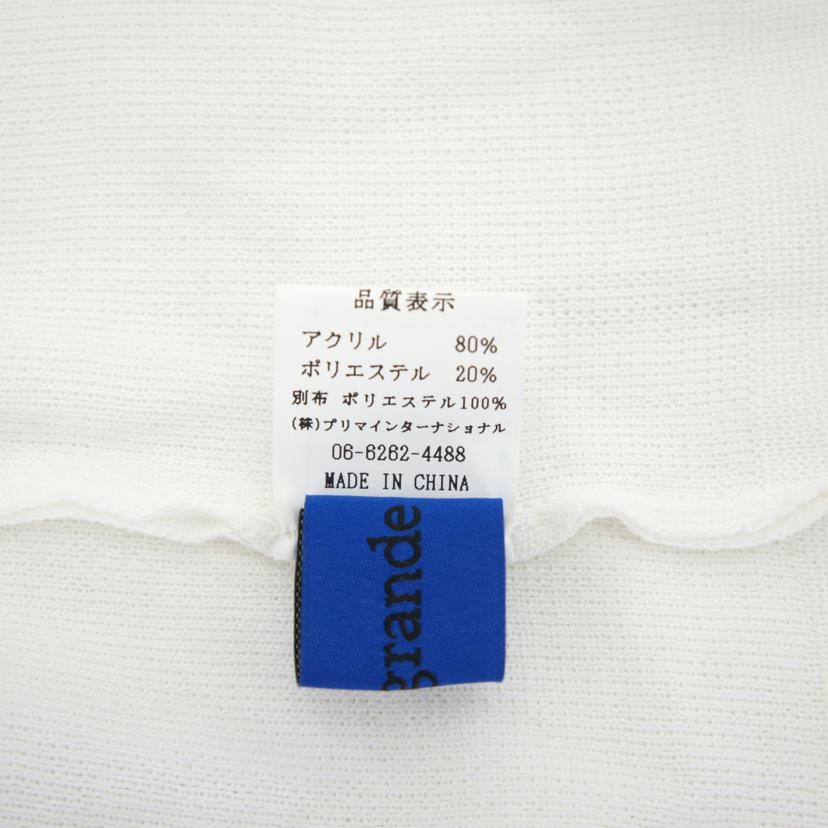 品質表示
アクリル 80%
ポリエステル 20%
別布 ポリエステル100%
(株)プリマインターナショナル
06-6262-4488
MADE IN CHINA
grande